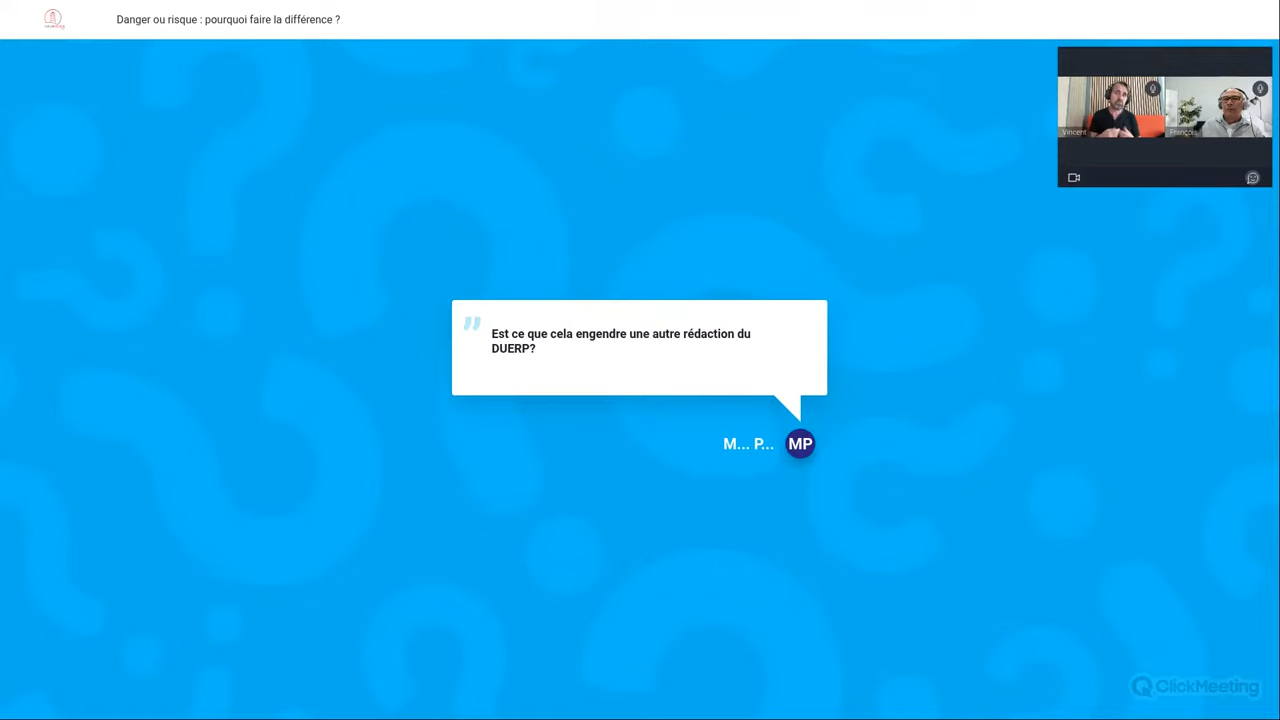 Danger ou risque : pourquoi faire la différence ?
Vincent
François
Est ce que cela engendre une autre rédaction du
DUERP?
M... P...
MP
ClickMeeting